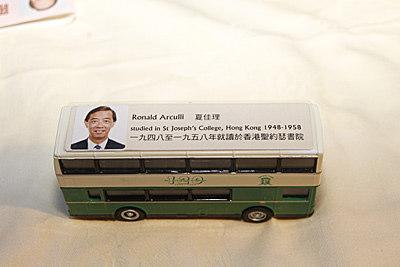 Ronald Arculli 夏佳理
studied in St Joseph's College, Hong Kong 1948-1958
一九四八至一九五八年就讀於香港聖約瑟書院